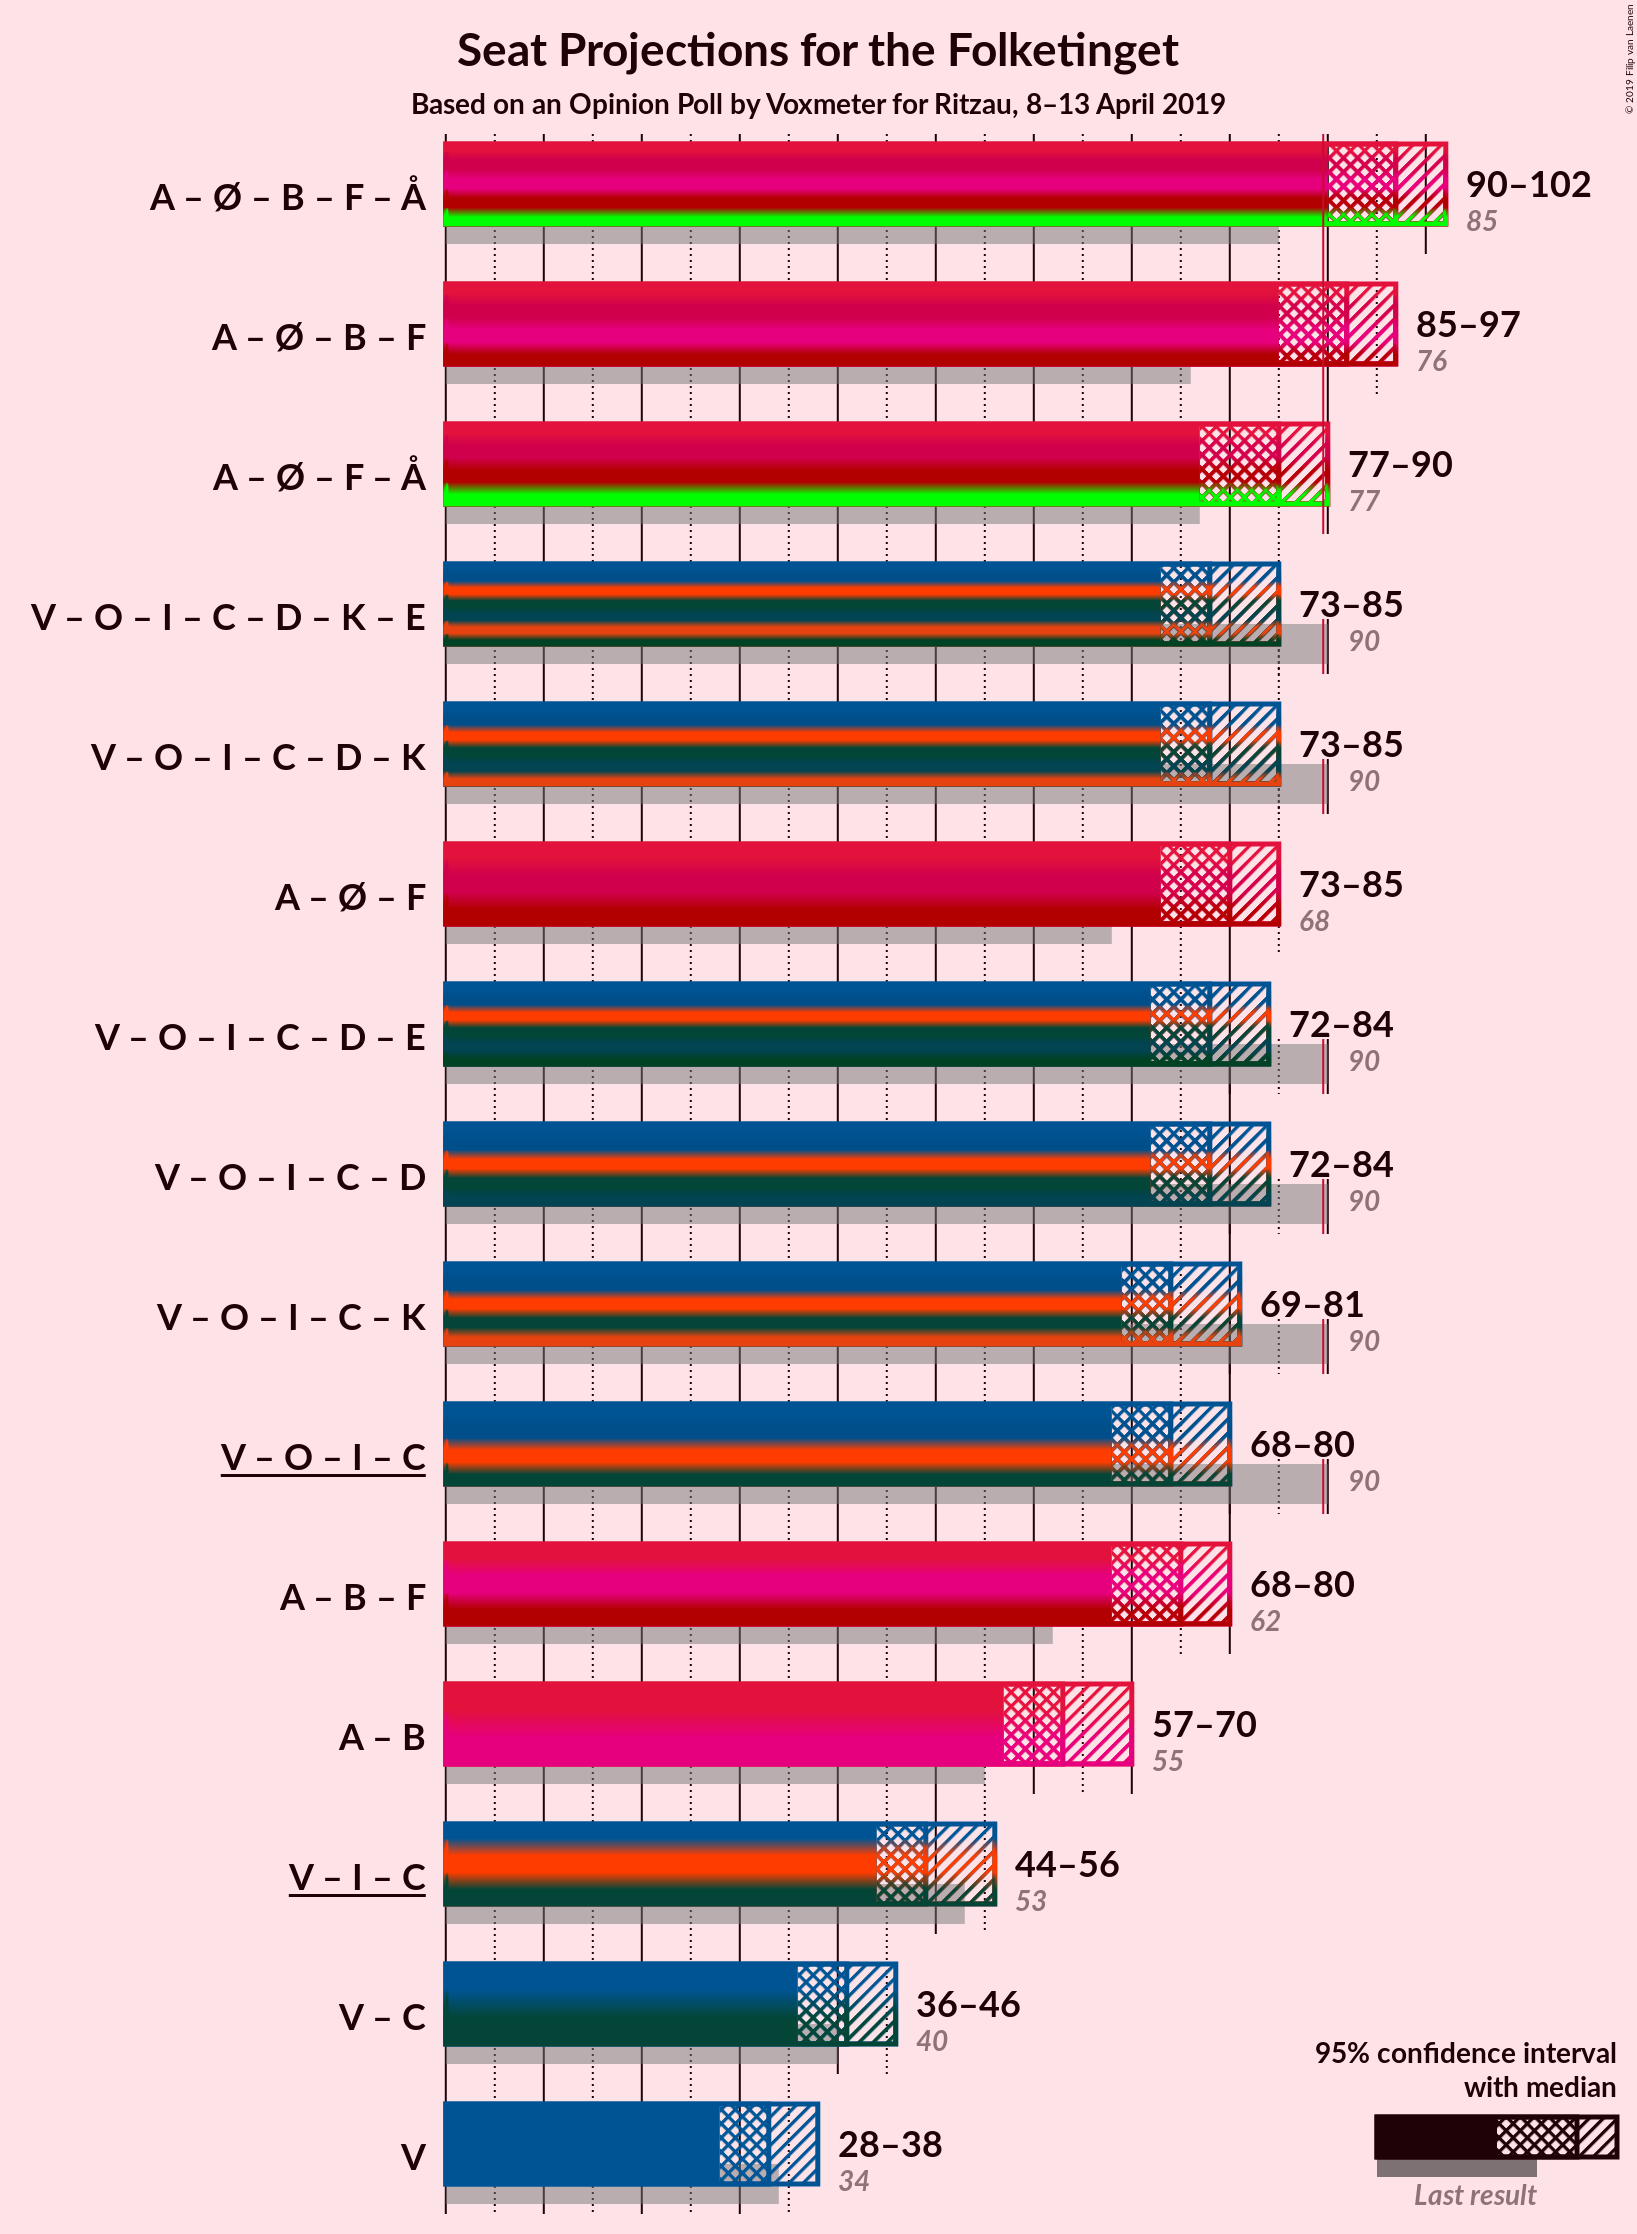 © 2019 Filip van Laenen
Seat Projections for the Folketinget
Based on an Opinion Poll by Voxmeter for Ritzau, 8–13 April 2019
A – Ø – B – F – Å
90–102
85
A – Ø – B – F
85–97
76
A – Ø – F – Å
77–90
77
V – O – I – C – D – K – E
73–85
90
V – O – I – C – D – K
73–85
90
A – Ø – F
73–85
68
V – O – I – C – D – E
72–84
90
V – O – I – C – D
72–84
90
V – O – I – C – K
69–81
90
V – O – I – C
68–80
90
A – B – F
68–80
62
A – B
57–70
55
V – I – C
44–56
53
V – C
36–46
40
V
28–38
34
95% confidence interval
with median
Last result